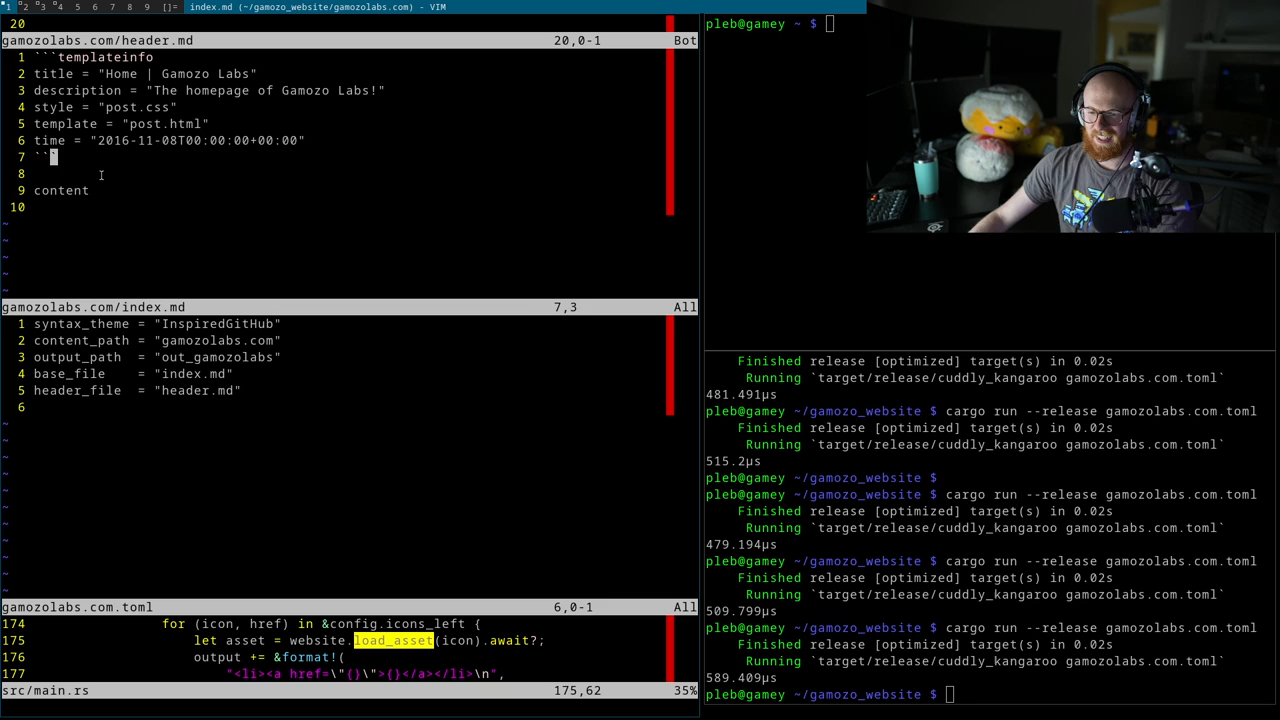 1 2 3 4 5 6 7 8 9 []= index.md (~/gamozo_website/gamozolabs.com) - VIM
20
gamozolabs.com/header.md 20,0-1 Bot
1 ```templateinfo
2 title = "Home | Gamozo Labs"
3 description = "The homepage of Gamozo Labs!"
4 style = "post.css"
5 template = "post.html"
6 time = "2016-11-08T00:00:00+00:00"
7 ```
8
9 content
10
~
~
~
~
~
gamozolabs.com/index.md 7,3 All
1 syntax_theme = "InspiredGitHub"
2 content_path = "gamozolabs.com"
3 output_path  = "out_gamozolabs"
4 base_file    = "index.md"
5 header_file  = "header.md"
6
~
~
~
~
~
~
~
~
~
~
~
gamozolabs.com.toml 6,0-1 All
174 for (icon, href) in &config.icons_left {
175 let asset = website.load_asset(icon).await?;
176 output += &format!(
177 "<li><a href=\"{}\">{}</a></li>\n",
src/main.rs 175,62 35%
pleb@gamey ~ $
Finished release [optimized] target(s) in 0.02s
Running `target/release/cuddly_kangaroo gamozolabs.com.toml`
481.491µs
pleb@gamey ~/gamozo_website $ cargo run --release gamozolabs.com.toml
Finished release [optimized] target(s) in 0.02s
Running `target/release/cuddly_kangaroo gamozolabs.com.toml`
515.2µs
pleb@gamey ~/gamozo_website $
pleb@gamey ~/gamozo_website $ cargo run --release gamozolabs.com.toml
Finished release [optimized] target(s) in 0.02s
Running `target/release/cuddly_kangaroo gamozolabs.com.toml`
479.194µs
pleb@gamey ~/gamozo_website $ cargo run --release gamozolabs.com.toml
Finished release [optimized] target(s) in 0.02s
Running `target/release/cuddly_kangaroo gamozolabs.com.toml`
509.799µs
pleb@gamey ~/gamozo_website $ cargo run --release gamozolabs.com.toml
Finished release [optimized] target(s) in 0.02s
Running `target/release/cuddly_kangaroo gamozolabs.com.toml`
589.409µs
pleb@gamey ~/gamozo_website $